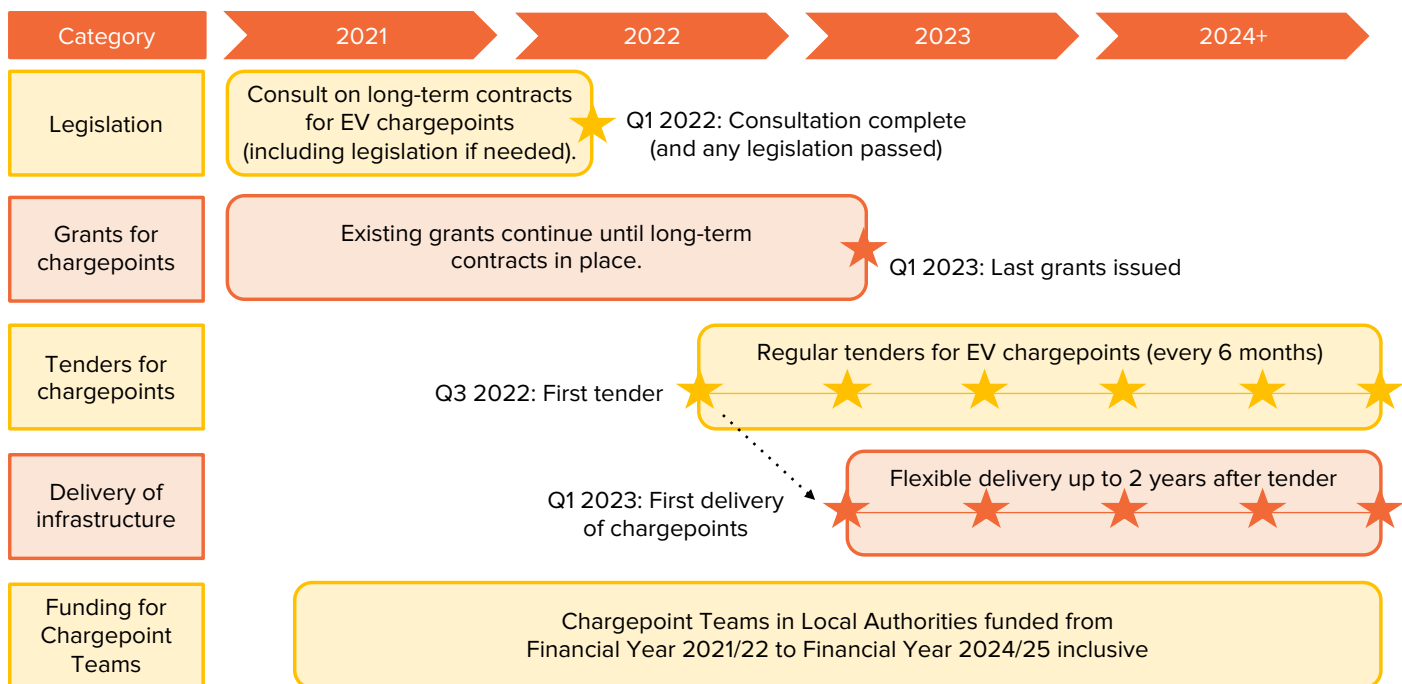 Category
2021
2022
2023
2024+
Legislation
Consult on long-term contracts
for EV chargepoints
(including legislation if needed).
Q1 2022: Consultation complete
(and any legislation passed)
Grants for
chargepoints
Existing grants continue until long-term
contracts in place.
Q1 2023: Last grants issued
Tenders for
chargepoints
Q3 2022: First tender
Regular tenders for EV chargepoints (every 6 months)
Delivery of
infrastructure
Q1 2023: First delivery
of chargepoints
Flexible delivery up to 2 years after tender
Funding for
Chargepoint
Teams
Chargepoint Teams in Local Authorities funded from
Financial Year 2021/22 to Financial Year 2024/25 inclusive